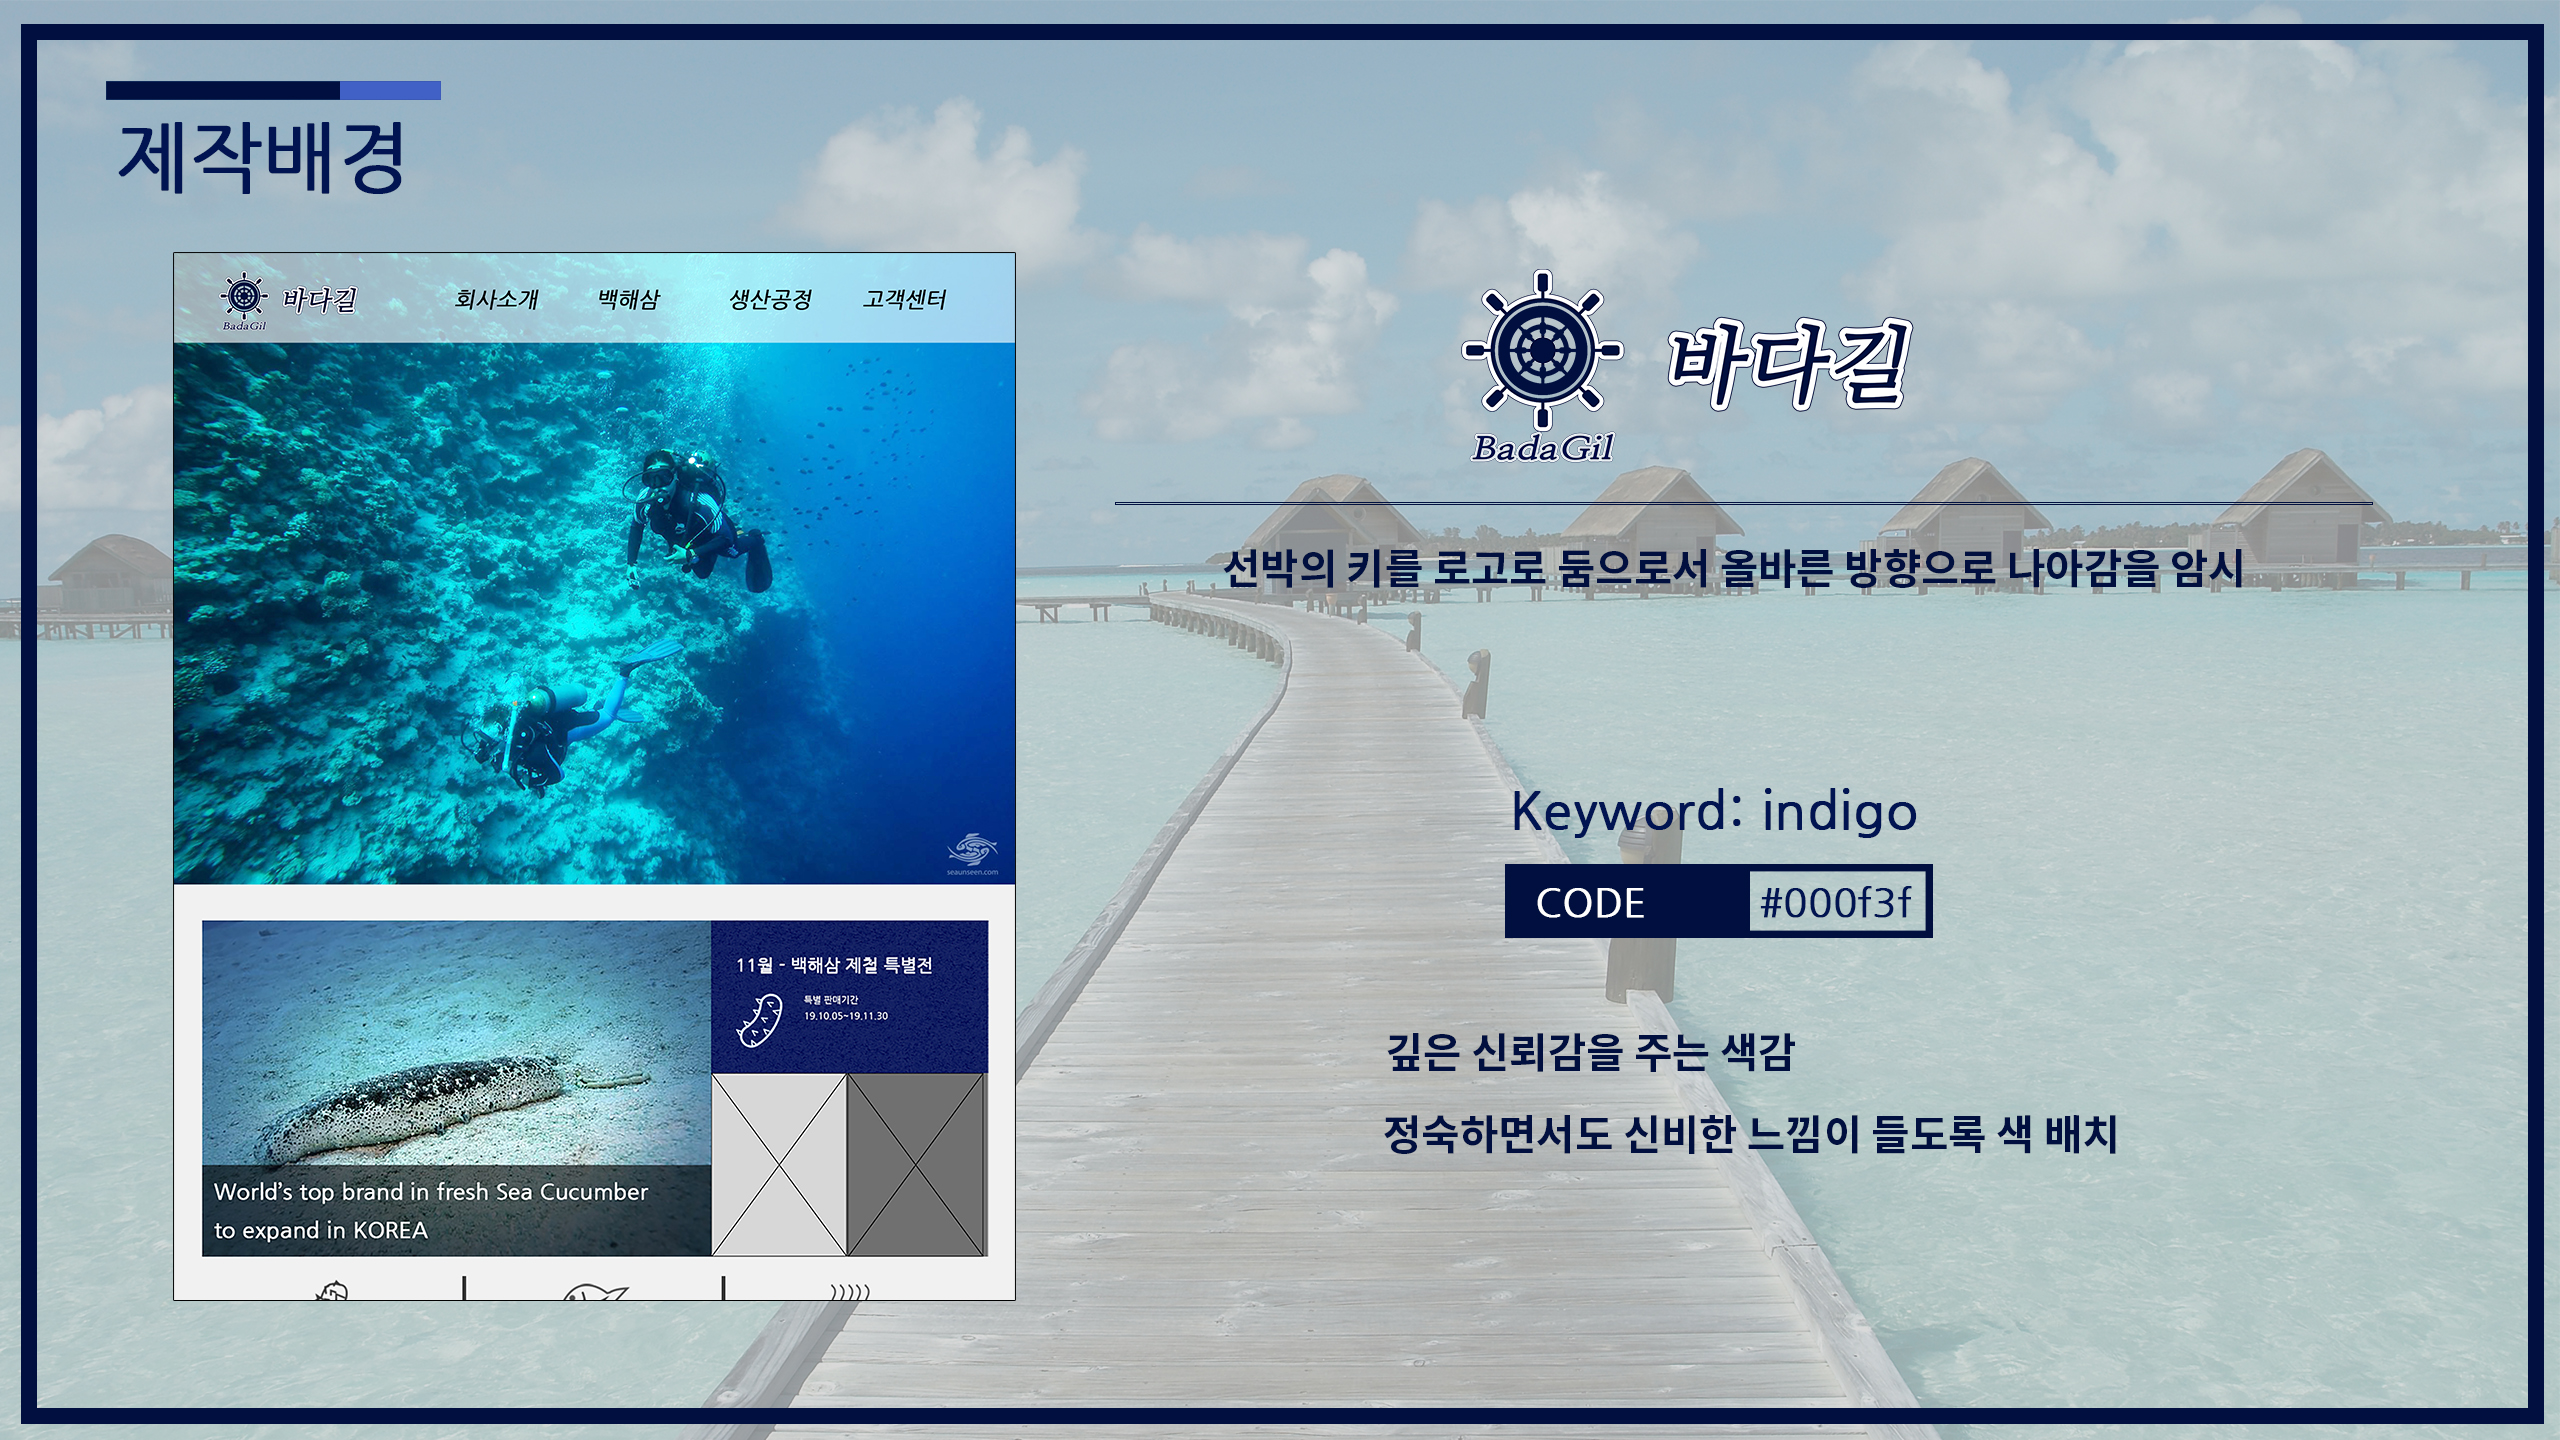 제작배경
바다길
BadaGil
회사소개 백해삼 생산공정 고객센터
seaunseen.com
11월 - 백해삼 제철 특별전
특별 판매기간
19.10.05~19.11.30
World's top brand in fresh Sea Cucumber
to expand in KOREA
바다길
BadaGil
선박의 키를 로고로 둠으로서 올바른 방향으로 나아감을 암시
Keyword: indigo
CODE #000f3f
깊은 신뢰감을 주는 색감
정숙하면서도 신비한 느낌이 들도록 색 배치